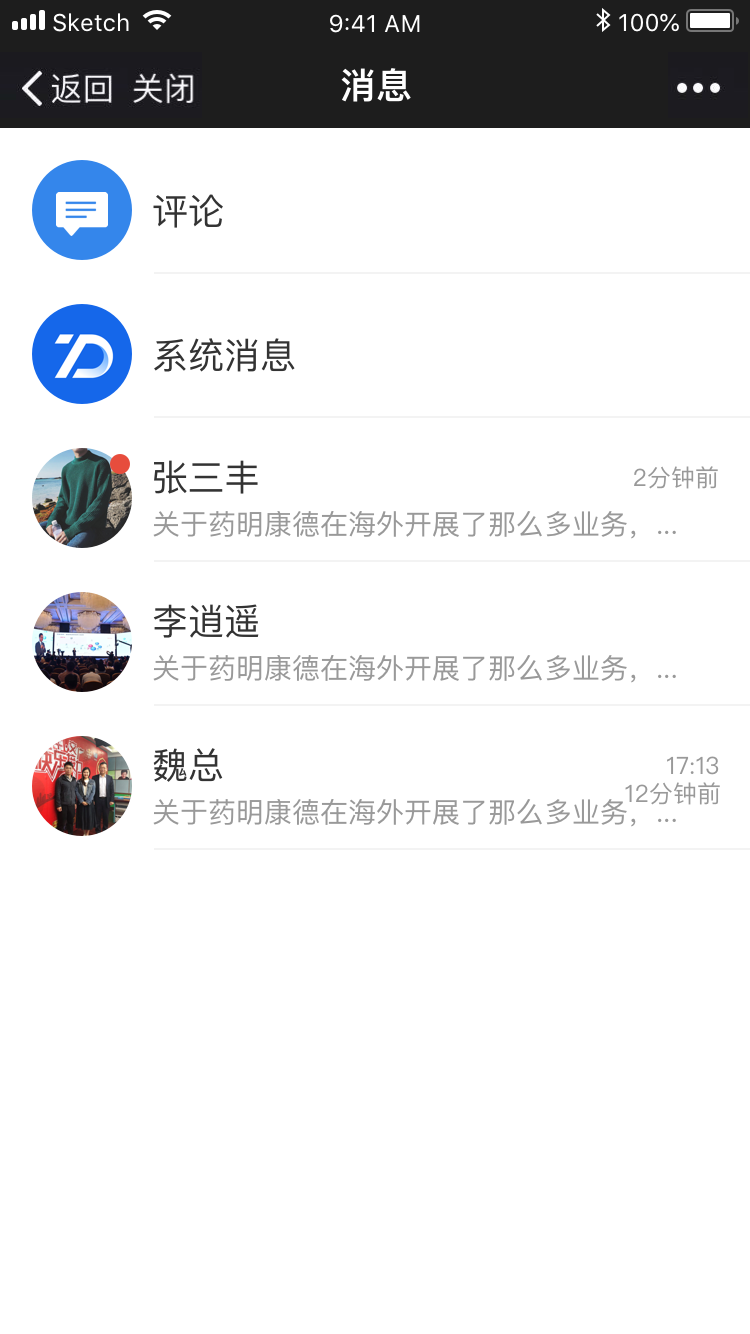 Sketch 9:41 AM 100%
返回 关闭 消息
评论
系统消息
张三丰 2分钟前
关于药明康德在海外开展了那么多业务，...
李逍遥
关于药明康德在海外开展了那么多业务，...
魏总 17:13
12分钟前
关于药明康德在海外开展了那么多业务，...